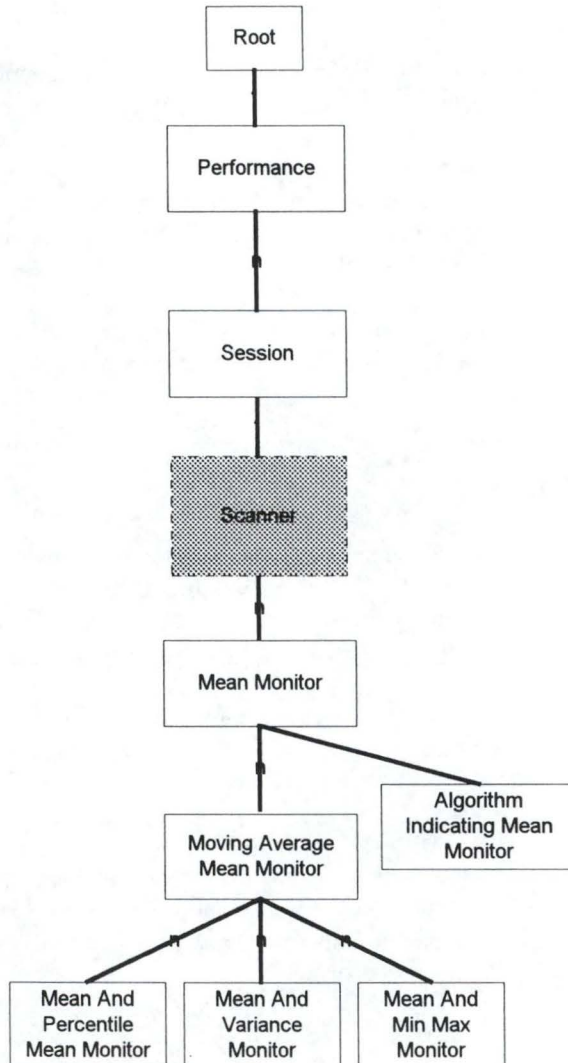 Root
Performance
n
Session
Scanner
n
Mean Monitor
n
Algorithm
Indicating Mean
Monitor
Moving Average
Mean Monitor
n
n
n
Mean And
Percentile
Mean Monitor
Mean And
Variance
Monitor
Mean And
Min Max
Monitor